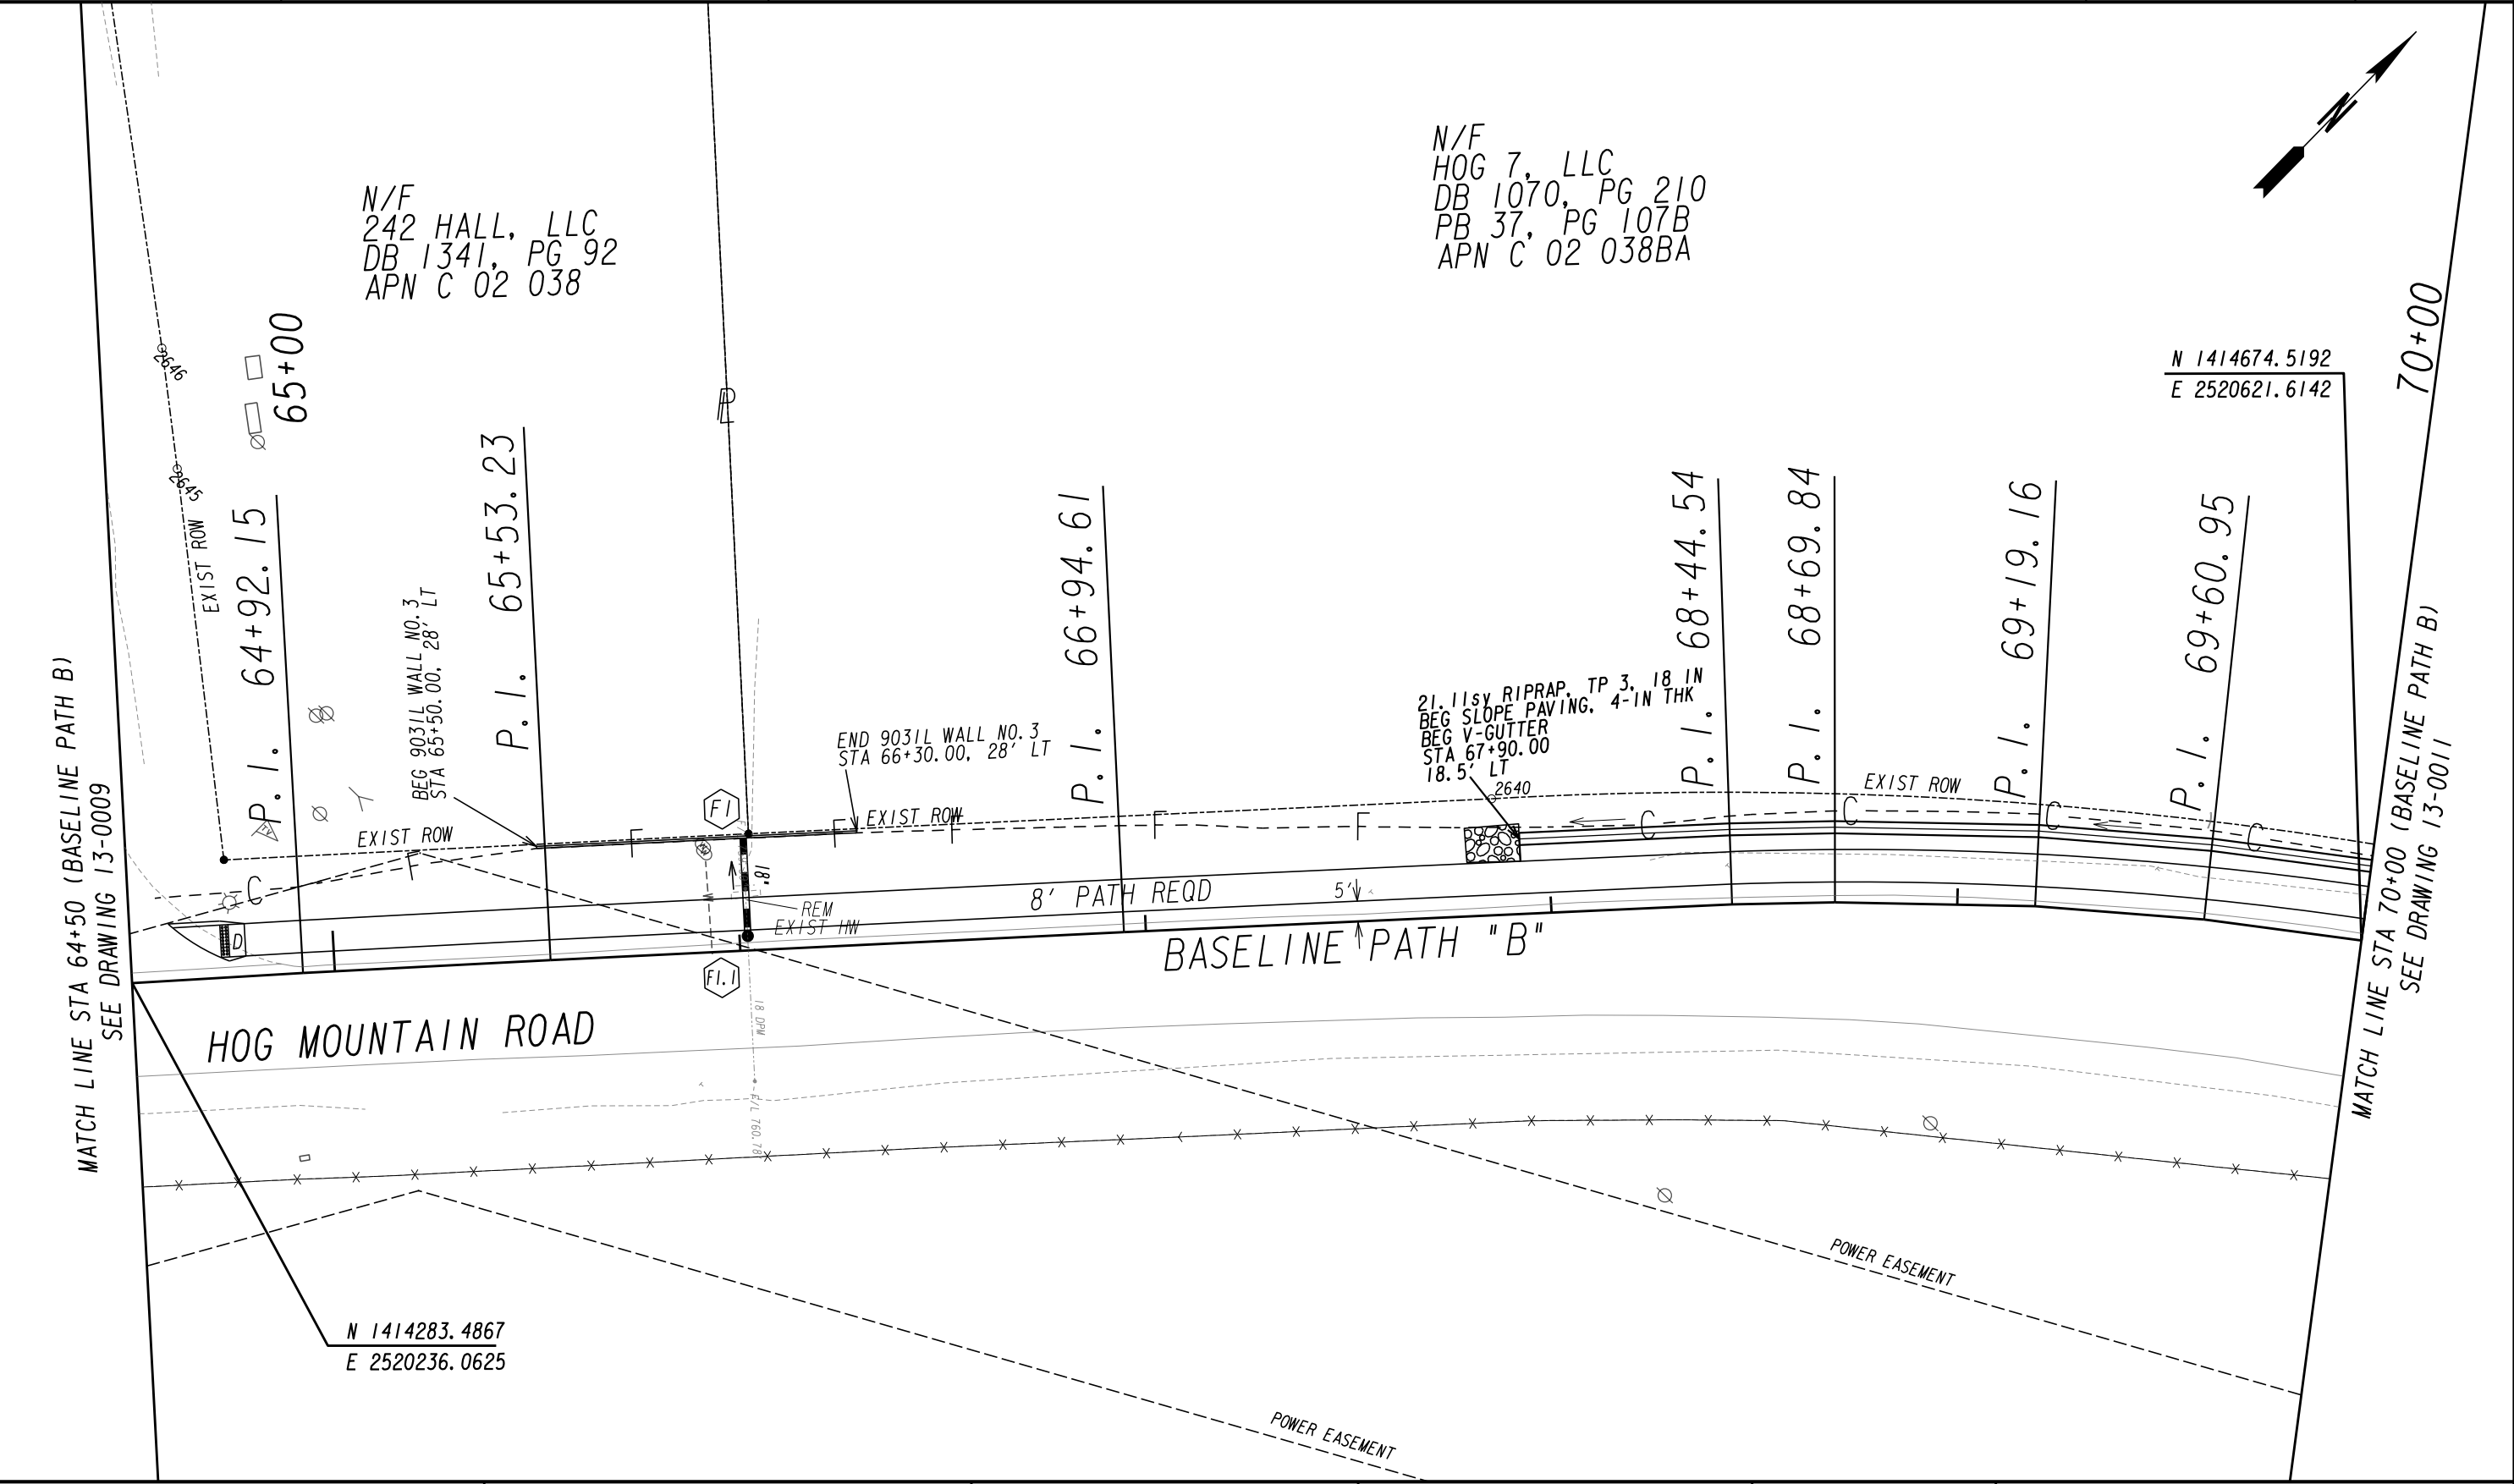 N/F
242 HALL, LLC
DB 1341, PG 92
APN C 02 038
N/F
HOG 7, LLC
DB 1070, PG 210
PB 37, PG 107B
APN C 02 038BA
N
2646
2645
65+00
70+00
N 1414674.5192
E 2520621.6142
EXIST ROW
P.I. 64+92.15
P.I. 65+53.23
P.I. 66+94.61
P.I. 68+44.54
P.I. 68+69.84
P.I. 69+19.16
P.I. 69+60.95
PL
BEG 9031L WALL NO.3
STA 65+50.00, 28' LT
END 9031L WALL NO.3
STA 66+30.00, 28' LT
21.11sy RIPRAP, TP 3, 18 IN
BEG SLOPE PAVING, 4-IN THK
BEG V-GUTTER
STA 67+90.00
18.5' LT
2640
EXIST ROW
EXIST ROW
EXIST ROW
F1
C
F
F
F
F
F
F
C
C
C
C
18'
W
D
8' PATH REQD
5'
REM
EXIST HW
F1.1
BASELINE PATH "B"
HOG MOUNTAIN ROAD
18 DPW
F/L 760.78
MATCH LINE STA 64+50 (BASELINE PATH B)
SEE DRAWING 13-0009
MATCH LINE STA 70+00 (BASELINE PATH B)
SEE DRAWING 13-0011
POWER EASEMENT
POWER EASEMENT
N 1414283.4867
E 2520236.0625